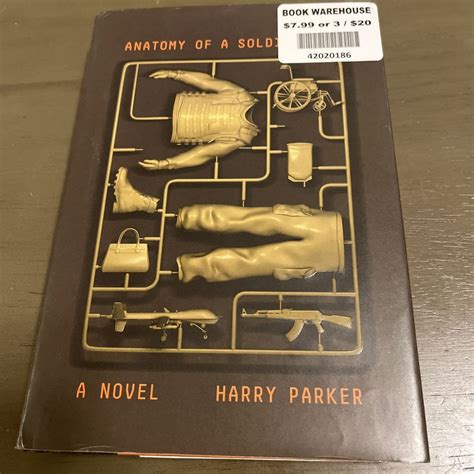 BOOK WAREHOUSE
$7.99 or 3 / $20
42020186
ANATOMY OF A SOLDI
A NOVEL HARRY PARKER